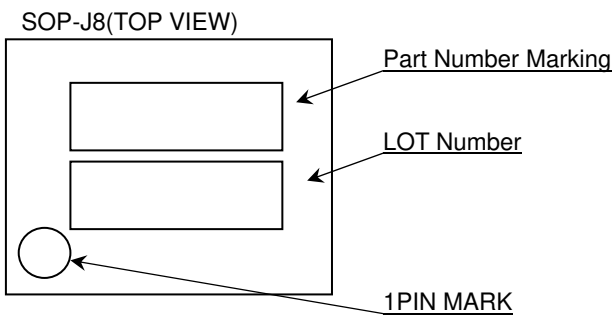 SOP-J8(TOP VIEW)
Part Number Marking
LOT Number
1PIN MARK